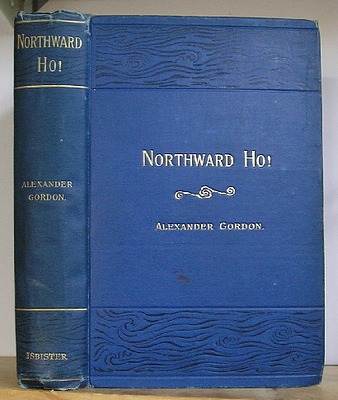 NORTHWARD
HO!
ALEXANDER
GORDON.
ISBISTER
NORTHWARD HO!
ALEXANDER GORDON.